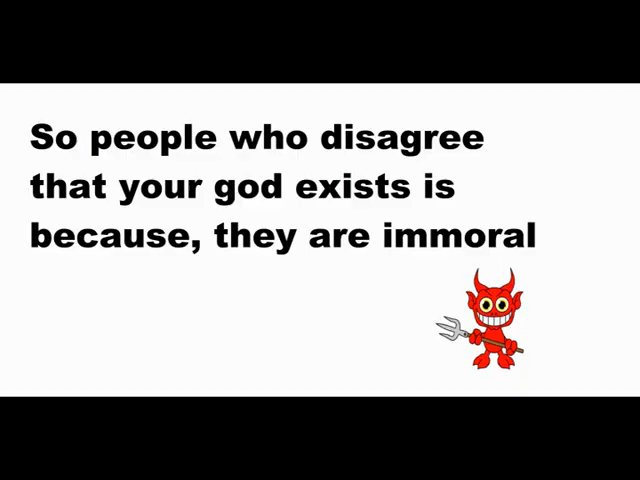 So people who disagree
that your god exists is
because, they are immoral